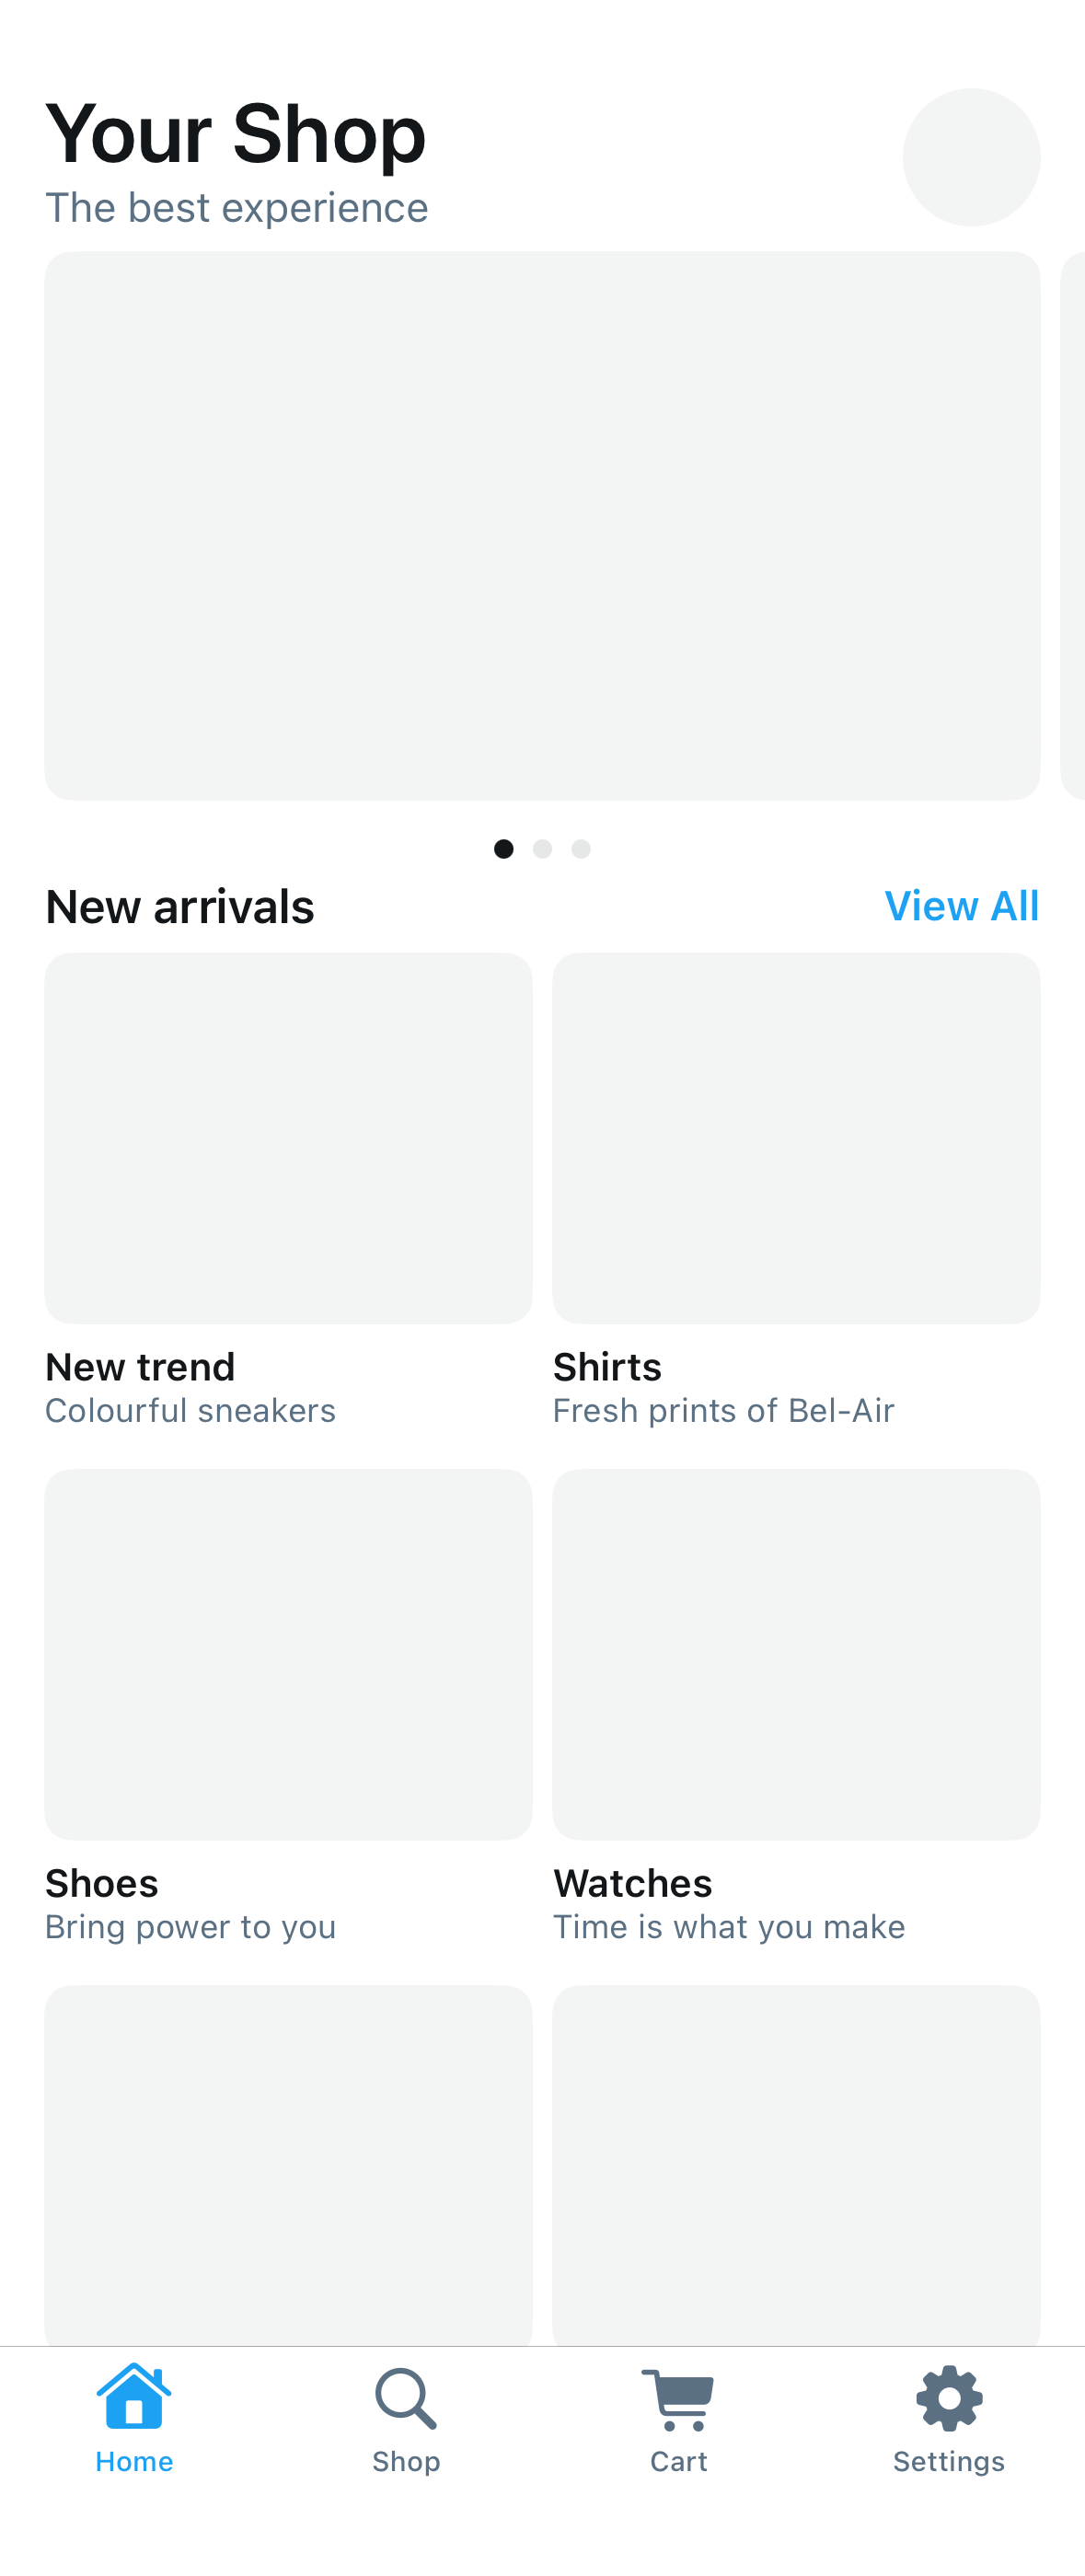 Your Shop
The best experience
New arrivals
View All
New trend
Colourful sneakers
Shirts
Fresh prints of Bel-Air
Shoes
Bring power to you
Watches
Time is what you make
Home
Shop
Cart
Settings